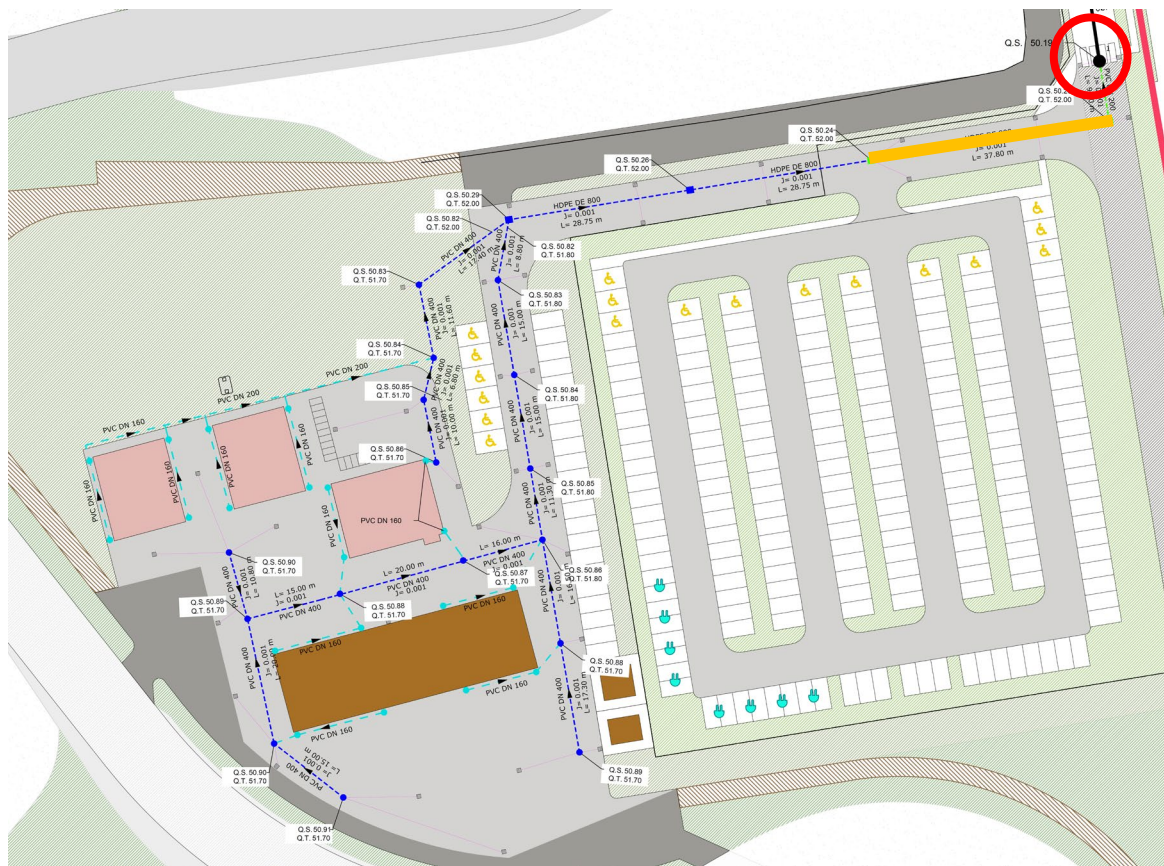 Q.S. 50.19
1
Q.T. 52.00
Q.S. 50.24
Q.T. 52.00
L= 37.80 m
J= 0.001
Q.S. 50.26
Q.T. 52.00
HDPE DE 800
J= 0.001
L= 28.75 m
Q.S. 50.29
Q.T. 52.00
HDPE DE 800
J= 0.001
L= 28.75 m
Q.S. 50.82
Q.T. 52.00
PVC DN 400
J= 0.001
L= 17.40 m
PVC DN 400
J= 0.001
L= 8.80 m
Q.S. 50.82
Q.T. 51.80
Q.S. 50.83
Q.T. 51.70
Q.S. 50.83
Q.T. 51.80
PVC DN 400
J= 0.001
L= 11.60 m
PVC DN 400
J= 0.001
L= 15.00 m
Q.S. 50.84
Q.T. 51.70
PVC DN 200
PVC DN 400
J= 0.001
L= 6.80 m
Q.S. 50.85
Q.T. 51.70
Q.S. 50.84
Q.T. 51.80
PVC DN 200
PVC DN 160
PVC DN 400
J= 0.001
L= 10.00 m
PVC DN 400
J= 0.001
L= 15.00 m
PVC DN 160
PVC DN 160
PVC DN 160
PVC DN 160
Q.S. 50.86
Q.T. 51.70
Q.S. 50.85
Q.T. 51.80
PVC DN 160
PVC DN 160
PVC DN 400
J= 0.001
L= 11.30 m
L= 16.00 m
PVC DN 400
J= 0.001
Q.S. 50.90
Q.T. 51.70
Q.S. 50.87
Q.T. 51.70
Q.S. 50.86
Q.T. 51.80
L= 20.00 m
PVC DN 400
J= 0.001
PVC DN 400
J= 0.001
L= 15.00
J= 0.001
PVC DN 400
Q.S. 50.89
Q.T. 51.70
Q.S. 50.88
Q.T. 51.70
PVC DN 160
PVC DN 400
J= 0.001
PVC DN 160
PVC DN 400
J= 0.001
Q.S. 50.88
Q.T. 51.70
PVC DN 160
PVC DN 400
J= 0.001
L= 17.30 m
PVC DN 160
Q.S. 50.90
Q.T. 51.70
L= 15.00 m
J= 0.001
PVC DN 400
Q.S. 50.89
Q.T. 51.70
Q.S. 50.91
Q.T. 51.70